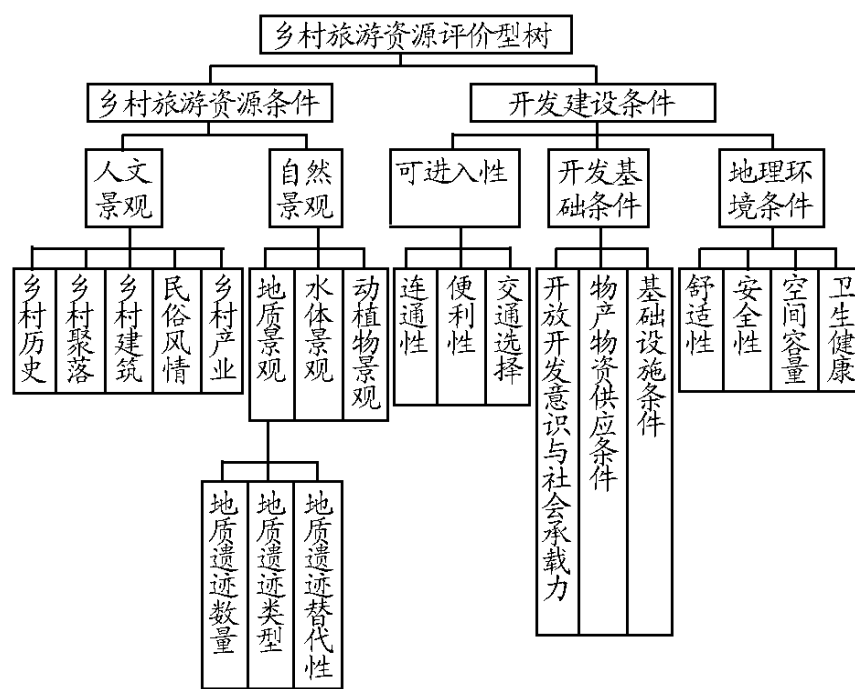 乡村旅游资源评价型树
乡村旅游资源条件
开发建设条件
人文
景观
自然
景观
可进入性
开发基
础条件
地理环
境条件
乡村历史
乡村聚落
乡村建筑
民俗风情
乡村产业
地质景观
水体景观
动植物景观
连通性
便利性
交通选择
开放开发意识与社会承载力
物产物资供应条件
基础设施条件
舒适性
安全性
空间容量
卫生健康
地质遗迹数量
地质遗迹类型
地质遗迹替代性